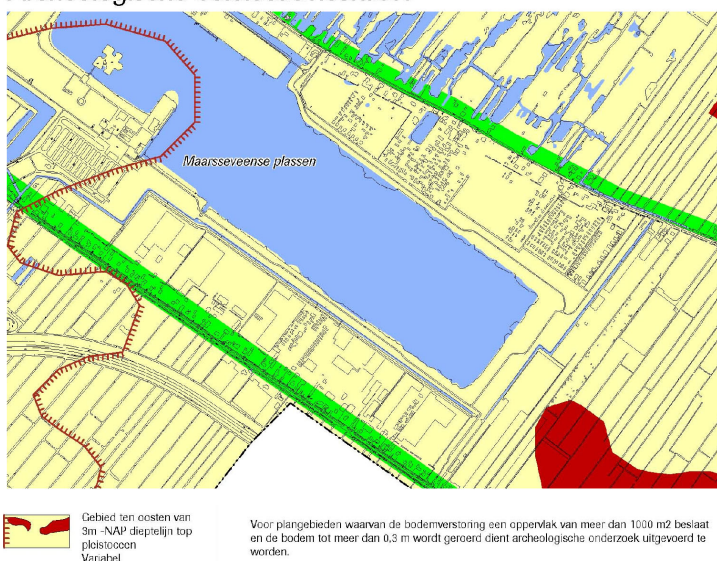 Maarsseveense plassen
Gebied ten oosten van
3m -NAP dieptelijn top
pleistoceen
Variabel
Voor plangebieden waarvan de bodemverstoring een oppervlak van meer dan 1000 m2 beslaat
en de bodem tot meer dan 0,3 m wordt geroerd dient archeologische onderzoek uitgevoerd te
worden.